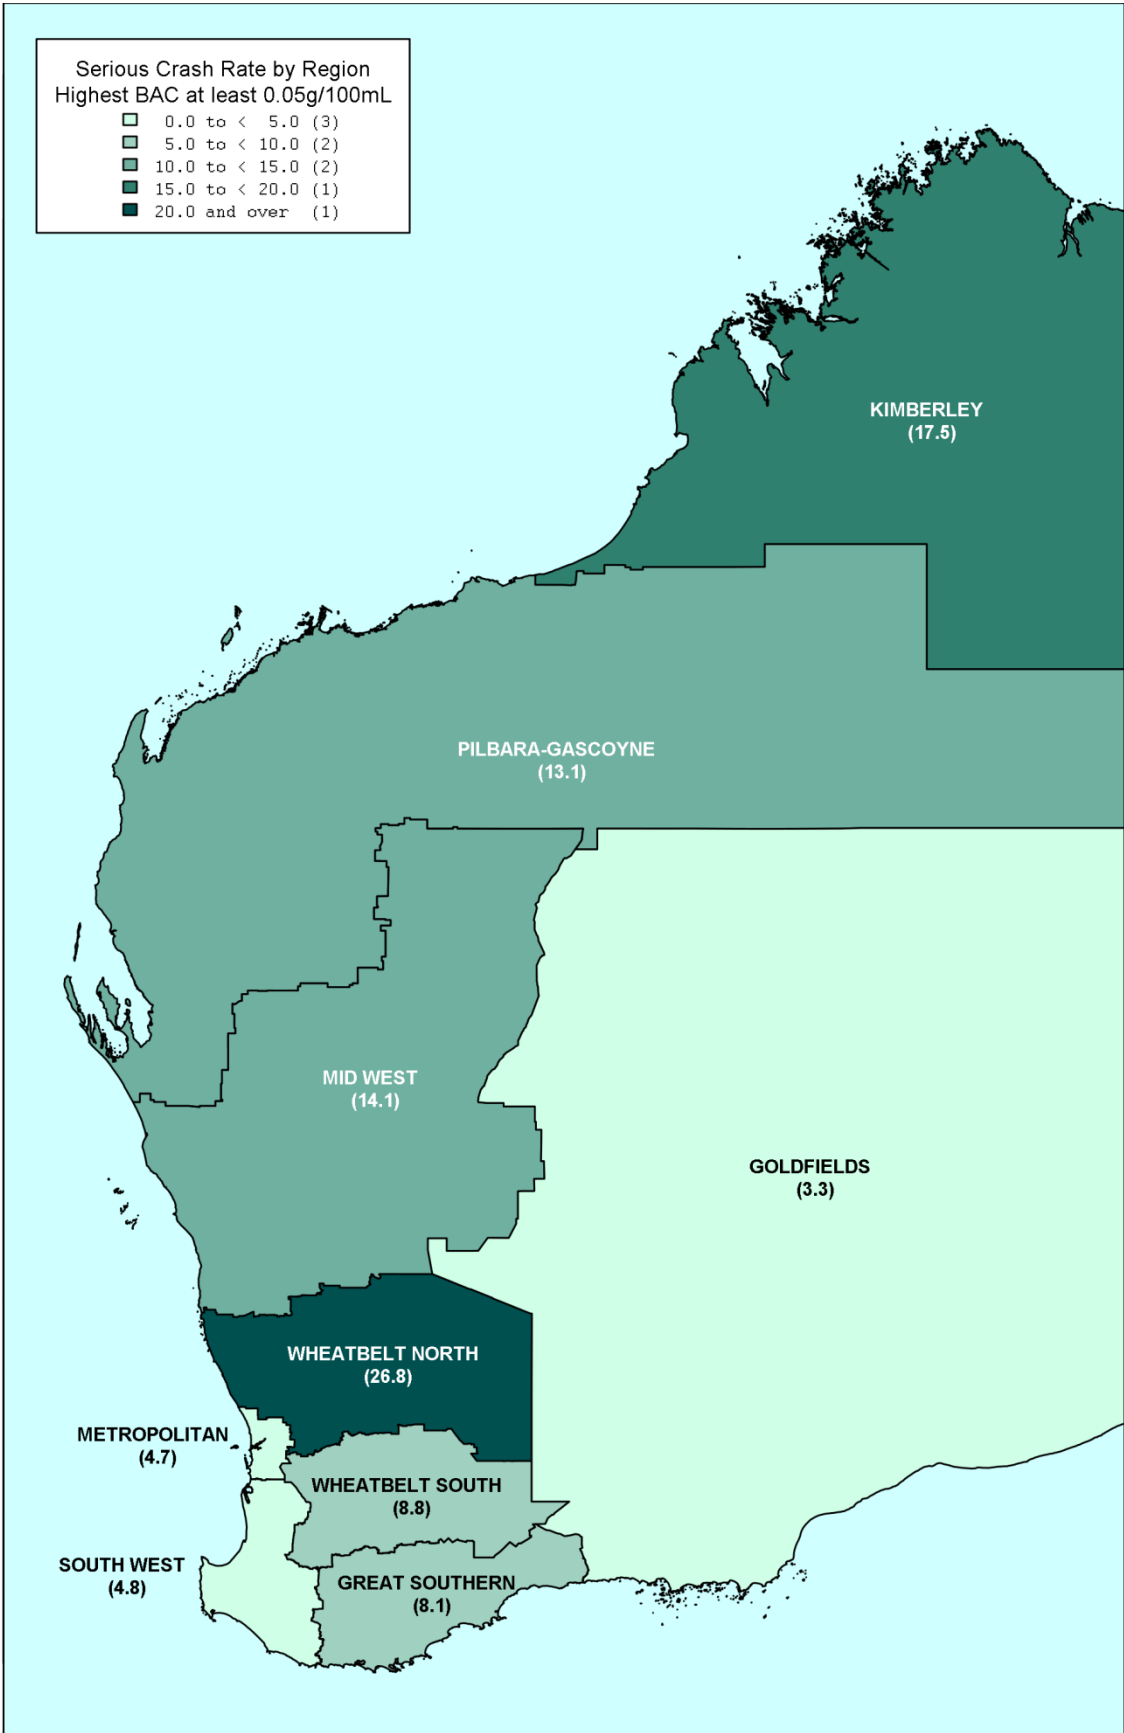 Serious Crash Rate by Region
Highest BAC at least 0.05g/100mL
0.0 to < 5.0 (3)
5.0 to < 10.0 (2)
10.0 to < 15.0 (2)
15.0 to < 20.0 (1)
20.0 and over (1)
KIMBERLEY
(17.5)
PILBARA-GASCOYNE
(13.1)
MID WEST
(14.1)
GOLDFIELDS
(3.3)
WHEATBELT NORTH
(26.8)
METROPOLITAN
(4.7)
WHEATBELT SOUTH
(8.8)
SOUTH WEST
(4.8)
GREAT SOUTHERN
(8.1)